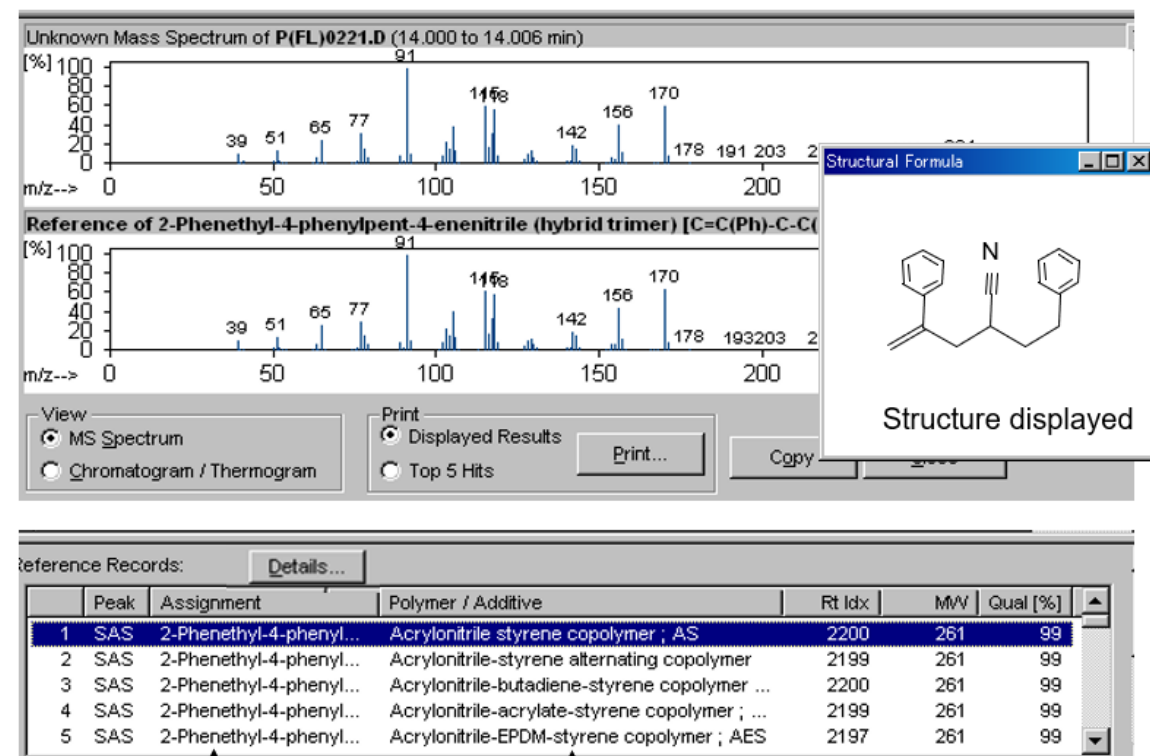 Unknown Mass Spectrum of P(FL)0221.D (14.000 to 14.006 min)
[%] 100 80 60 40 20 0
39 51 65 77 91 142 156 170 178 191 203
m/z--> 0 50 100 150 200
Reference of 2-Phenethyl-4-phenylpent-4-enenitrile (hybrid trimer) [C=C(Ph)-C-C(
[%] 100 80 60 40 20 0
39 51 65 77 91 142 156 170 178 193203
m/z--> 0 50 100 150 200
Structural Formula
N
Structure displayed
View
MS Spectrum
Chromatogram / Thermogram
Print
Displayed Results
Top 5 Hits
Print...
Copy
Reference Records: Details...
Peak Assignment Polymer / Additive Rt Idx MW Qual [%]
1 SAS 2-Phenethyl-4-phenyl... Acrylonitrile styrene copolymer ; AS 2200 261 99
2 SAS 2-Phenethyl-4-phenyl... Acrylonitrile-styrene alternating copolymer 2199 261 99
3 SAS 2-Phenethyl-4-phenyl... Acrylonitrile-butadiene-styrene copolymer ... 2200 261 99
4 SAS 2-Phenethyl-4-phenyl... Acrylonitrile-acrylate-styrene copolymer ; ... 2199 261 99
5 SAS 2-Phenethyl-4-phenyl... Acrylonitrile-EPDM-styrene copolymer ; AES 2197 261 99